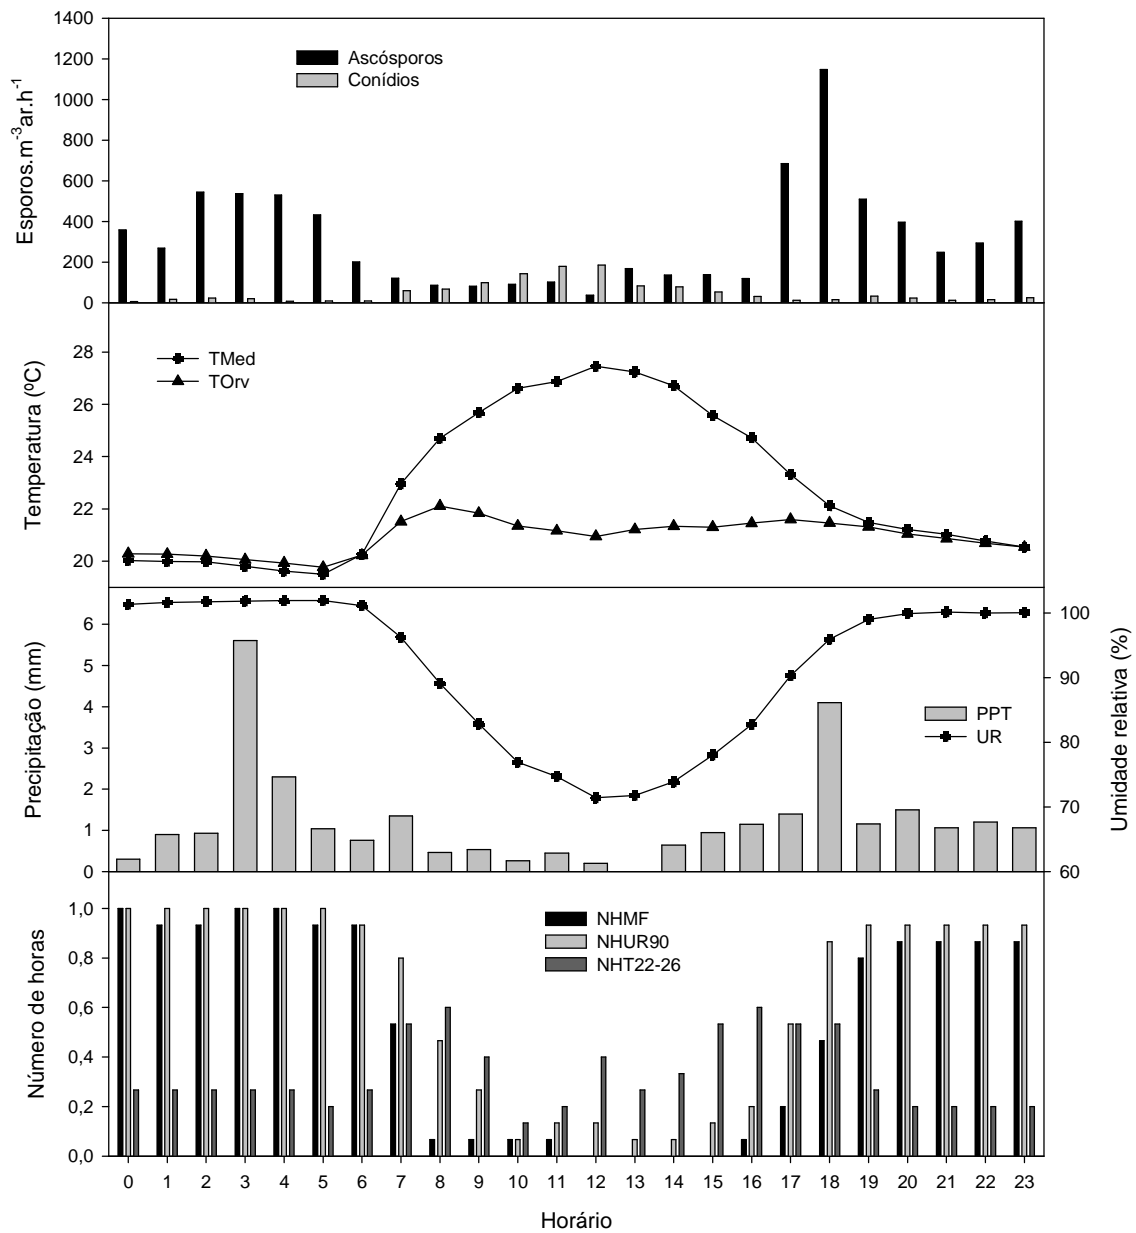 1400
1200
1000
800
600
400
200
0
Esporos.m⁻³ar.h⁻¹
Ascósporos
Conídios
28
26
24
22
20
Temperatura (ºC)
TMed
TOrv
6
5
4
3
2
1
0
Precipitação (mm)
100
90
80
70
60
Umidade relativa (%)
PPT
UR
1,0
0,8
0,6
0,4
0,2
0,0
Número de horas
NHMF
NHUR90
NHT22-26
0 1 2 3 4 5 6 7 8 9 10 11 12 13 14 15 16 17 18 19 20 21 22 23
Horário